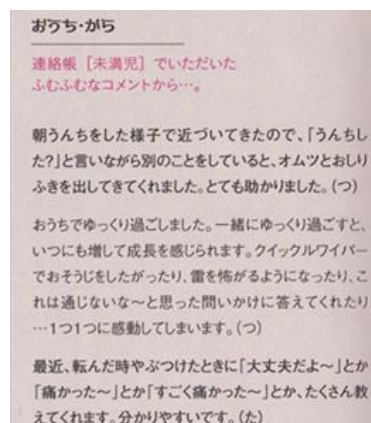 おうち・がら
連絡帳［未満児］でいただいた
ふむふむなコメントから…。
朝うんちをした様子で近づいてきたので、「うんちし
た?」と言いながら別のことをしていると、オムツとおしり
ふきを出してきてくれました。とても助かりました。(つ)
おうちでゆっくり過ごしました。一緒にゆっくり過ごすと、
いつにも増して成長を感じられます。クイックルワイパー
でおそうじをしたがったり、雷を怖がるようになったり、こ
れは通じないな〜と思った問いかけに答えてくれたり
…1つ1つに感動してしまいます。(つ)
最近、転んだ時やぶつけたときに「大丈夫だよ〜」とか
「痛かった〜」とか「すごく痛かった〜」とか、たくさん教
えてくれます。分かりやすいです。(た)